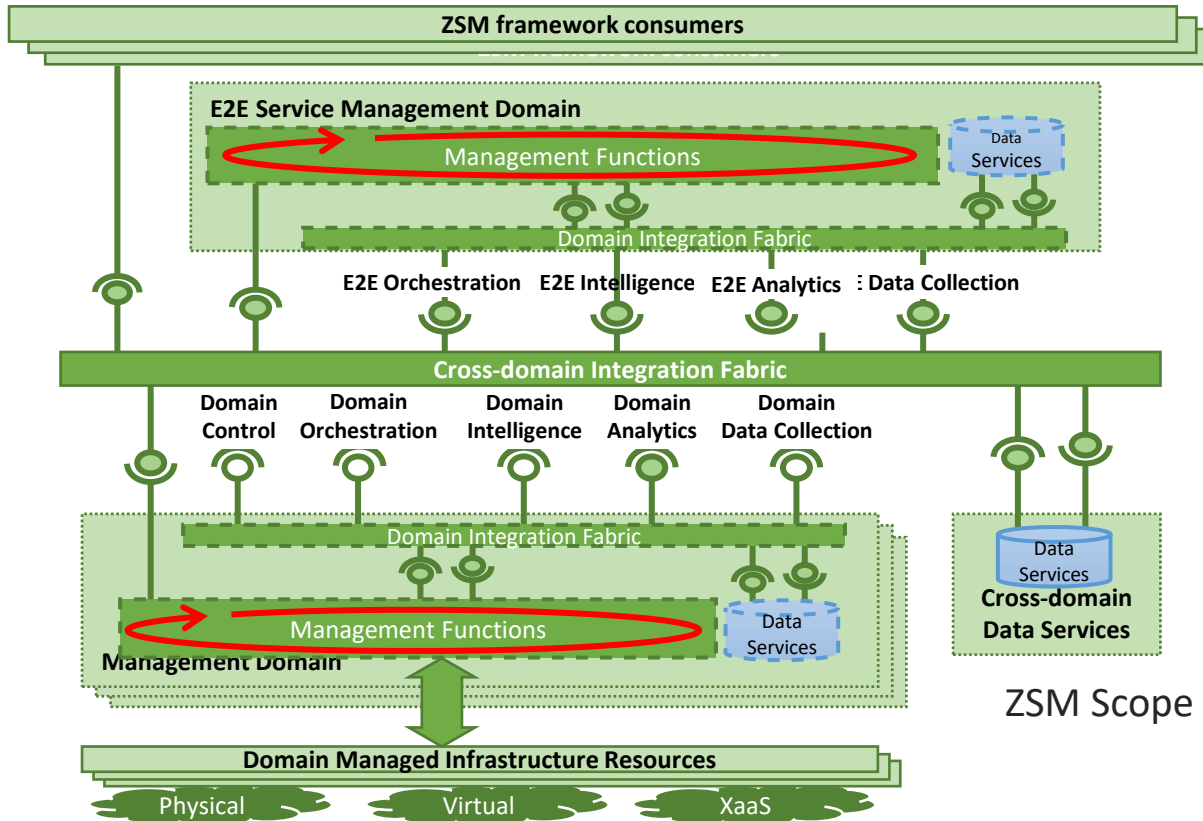 ZSM framework consumers
ZSM framework consumers
E2E Service Management Domain
Management Functions
Data
Services
Domain Integration Fabric
E2E Orchestration
E2E Intelligence
E2E Analytics
E Data Collection
Cross-domain Integration Fabric
Domain
Control
Domain
Orchestration
Domain
Intelligence
Domain
Analytics
Domain
Data Collection
Domain Integration Fabric
Management Functions
Data
Services
Management Domain
Data
Services
Cross-domain
Data Services
ZSM Scope
Domain Managed Infrastructure Resources
Physical
Virtual
XaaS